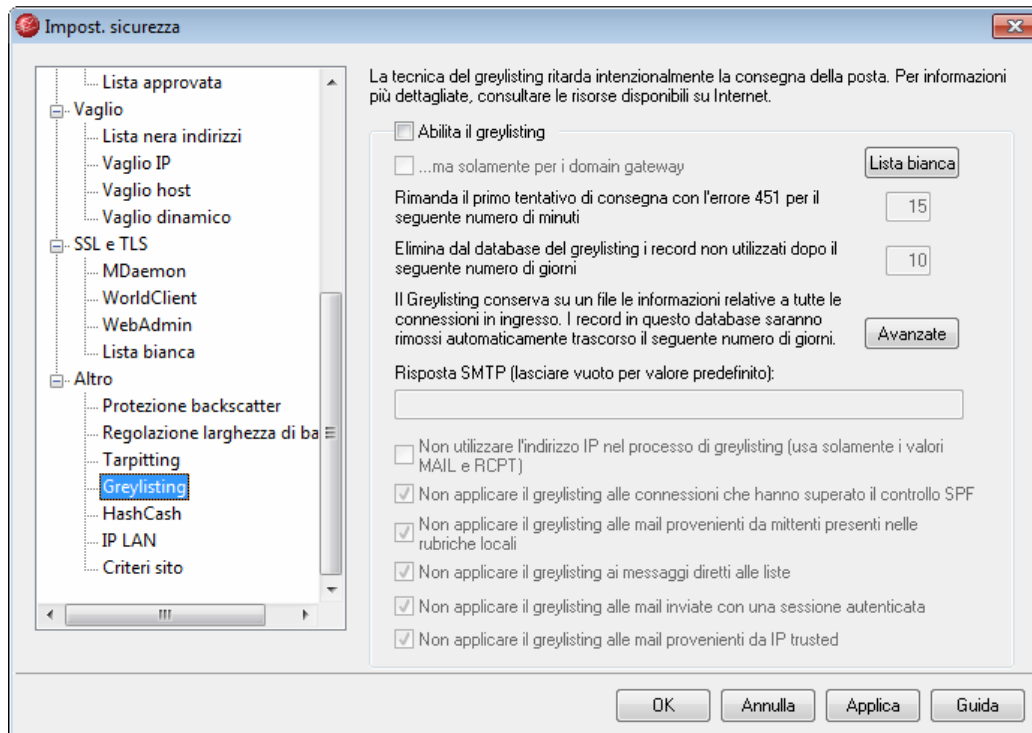 Impost. sicurezza
Lista approvata
Vaglio
Lista nera indirizzi
Vaglio IP
Vaglio host
Vaglio dinamico
SSL e TLS
MDaemon
WorldClient
WebAdmin
Lista bianca
Altro
Protezione backscatter
Regolazione larghezza di ba
Tarpitting
Greylisting
HashCash
IP LAN
Criteri sito
La tecnica del greylisting ritarda intenzionalmente la consegna della posta. Per informazioni
più dettagliate, consultare le risorse disponibili su Internet.
Abilita il greylisting
...ma solamente per i domain gateway
Lista bianca
Rimanda il primo tentativo di consegna con l'errore 451 per il
seguente numero di minuti
15
Elimina dal database del greylisting i record non utilizzati dopo il
seguente numero di giorni
10
Il Greylisting conserva su un file le informazioni relative a tutte le
connessioni in ingresso. I record in questo database saranno
rimossi automaticamente trascorso il seguente numero di giorni.
Avanzate
Risposta SMTP (lasciare vuoto per valore predefinito):
Non utilizzare l'indirizzo IP nel processo di greylisting (usa solamente i valori
MAIL e RCPT)
Non applicare il greylisting alle connessioni che hanno superato il controllo SPF
Non applicare il greylisting alle mail provenienti da mittenti presenti nelle
rubriche locali
Non applicare il greylisting ai messaggi diretti alle liste
Non applicare il greylisting alle mail inviate con una sessione autenticata
Non applicare il greylisting alle mail provenienti da IP trusted
OK
Annulla
Applica
Guida